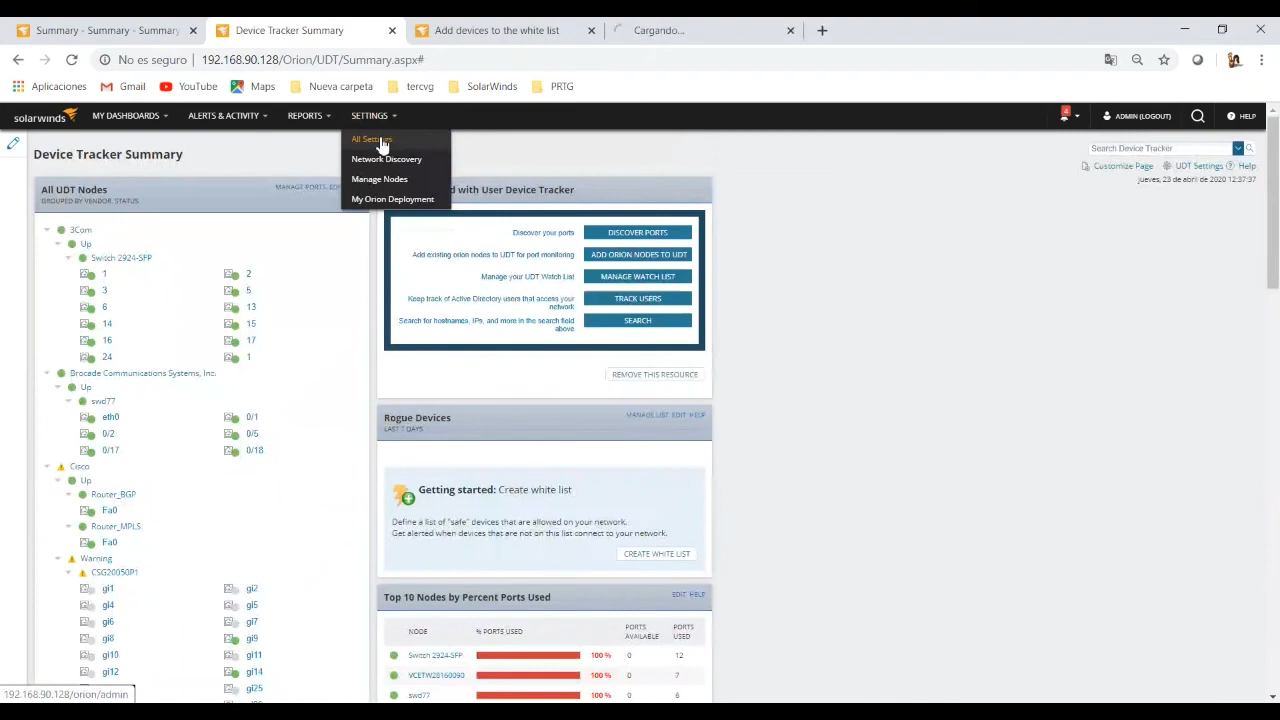 Summary - Summary - Summary
Device Tracker Summary
Add devices to the white list
Cargando...
No es seguro
192.168.90.128/Orion/UDT/Summary.aspx#
Aplicaciones
Gmail
YouTube
Maps
Nueva carpeta
tercvg
SolarWinds
PRTG
solarwinds
MY DASHBOARDS
ALERTS & ACTIVITY
REPORTS
SETTINGS
4
ADMIN (LOGOUT)
HELP
All Settings
Network Discovery
Manage Nodes
My Orion Deployment
Device Tracker Summary
Search Device Tracker
Customize Page
UDT Settings
Help
jueves, 23 de abril de 2020 12:37:37
All UDT Nodes
GROUPED BY VENDOR, STATUS
MANAGE PORTS
3Com
Up
Switch 2924-SFP
1 2
3 5
6 13
14 15
16 17
24 1
Brocade Communications Systems, Inc.
Up
swd77
eth0 0/1
0/2 0/5
0/17 0/18
Cisco
Up
Router_BGP
Fa0
Router_MPLS
Fa0
Warning
CSG20050P1
gi1 gi2
gi4 gi5
gi6 gi7
gi8 gi9
gi10 gi11
gi12 gi14
gi25
with User Device Tracker
Discover your ports
DISCOVER PORTS
Add existing orion nodes to UDT for port monitoring
ADD ORION NODES TO UDT
Manage your UDT Watch List
MANAGE WATCH LIST
Keep track of Active Directory users that access your
network
TRACK USERS
Search for hostnames, IPs, and more in the search field
above
SEARCH
REMOVE THIS RESOURCE
Rogue Devices
LAST 7 DAYS
MANAGE LIST EDIT HELP
Getting started: Create white list
Define a list of "safe" devices that are allowed on your network.
Get alerted when devices that are not on this list connect to your network.
CREATE WHITE LIST
Top 10 Nodes by Percent Ports Used
EDIT HELP
NODE
% PORTS USED
PORTS
AVAILABLE
PORTS
USED
Switch 2924-SFP 100 % 0 12
VCETW28160090 100 % 0 7
swd77 100 % 0 6
192.168.90.128/orion/admin